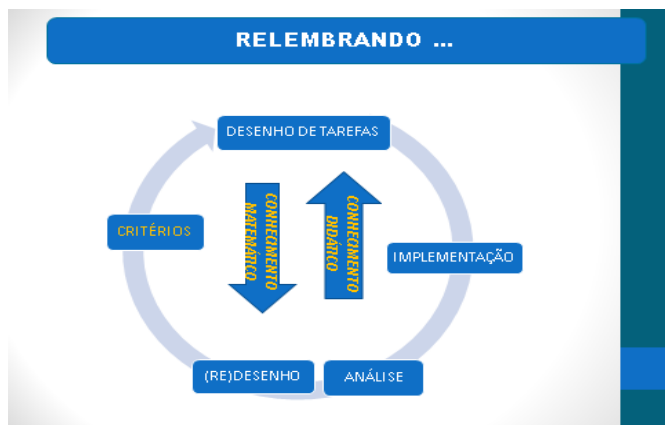 RELEMBRANDO ...
DESENHO DE TAREFAS
CRITÉRIOS
CONHECIMENTO
MATEMÁTICO
CONHECIMENTO
DIDÁTICO
IMPLEMENTAÇÃO
(RE)DESENHO
ANÁLISE